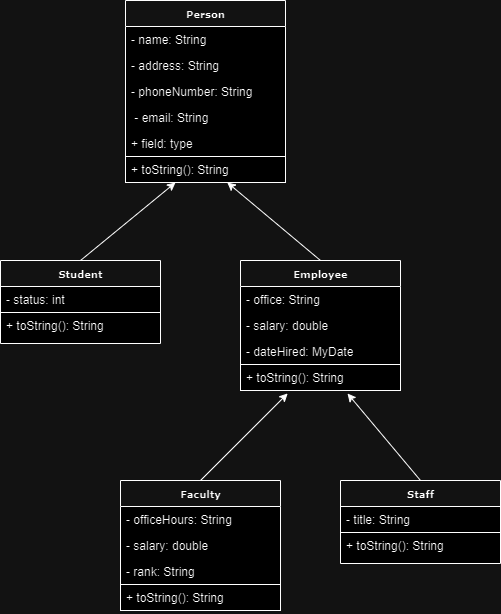 Person
- name: String
- address: String
- phoneNumber: String
- email: String
+ field: type
+ toString(): String
Student
- status: int
+ toString(): String
Employee
- office: String
- salary: double
- dateHired: MyDate
+ toString(): String
Faculty
- officeHours: String
- salary: double
- rank: String
+ toString(): String
Staff
- title: String
+ toString(): String